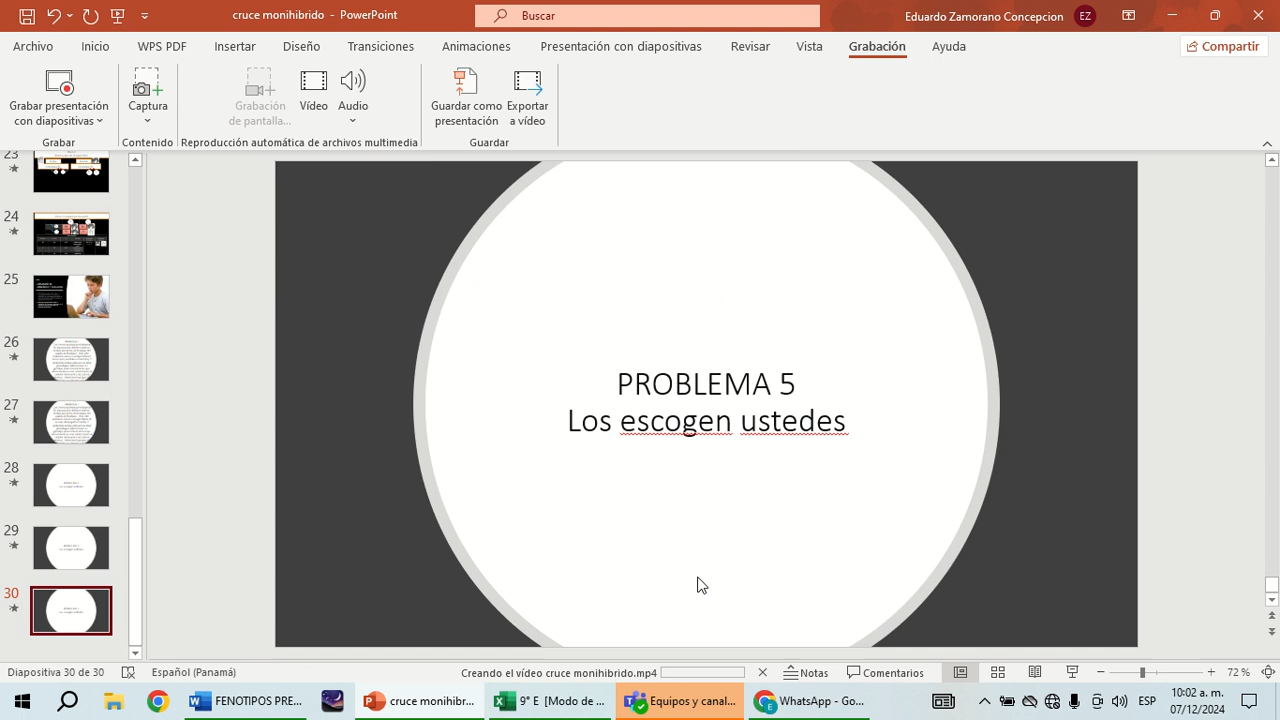 cruce monihibrido - PowerPoint
Buscar
Eduardo Zamorano Concepcion
EZ
Archivo Inicio WPS PDF Insertar Diseño Transiciones Animaciones Presentación con diapositivas Revisar Vista Grabación Ayuda
Compartir
Grabar presentación con diapositivas
Captura
Grabación de pantalla...
Vídeo
Audio
Guardar como presentación
Exportar a vídeo
Grabar
Contenido
Reproducción automática de archivos multimedia
Guardar
23
24
25
26
27
28
29
30
PROBLEMA 5
Los escogen ustedes
Diapositiva 30 de 30
Español (Panamá)
Creando el vídeo cruce monihibrido.mp4
Notas
Comentarios
72 %
FENOTIPOS PRE...
cruce monihibr...
9° E [Modo de ...
Equipos y canal...
WhatsApp - Go...
ESP
10:02 a.m.
07/12/2024